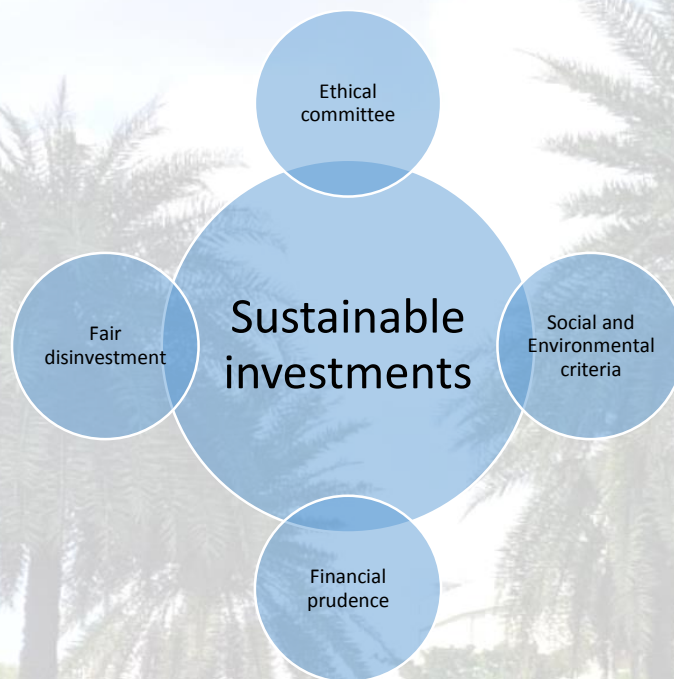 Ethical
committee
Sustainable
investments
Fair
disinvestment
Social and
Environmental
criteria
Financial
prudence